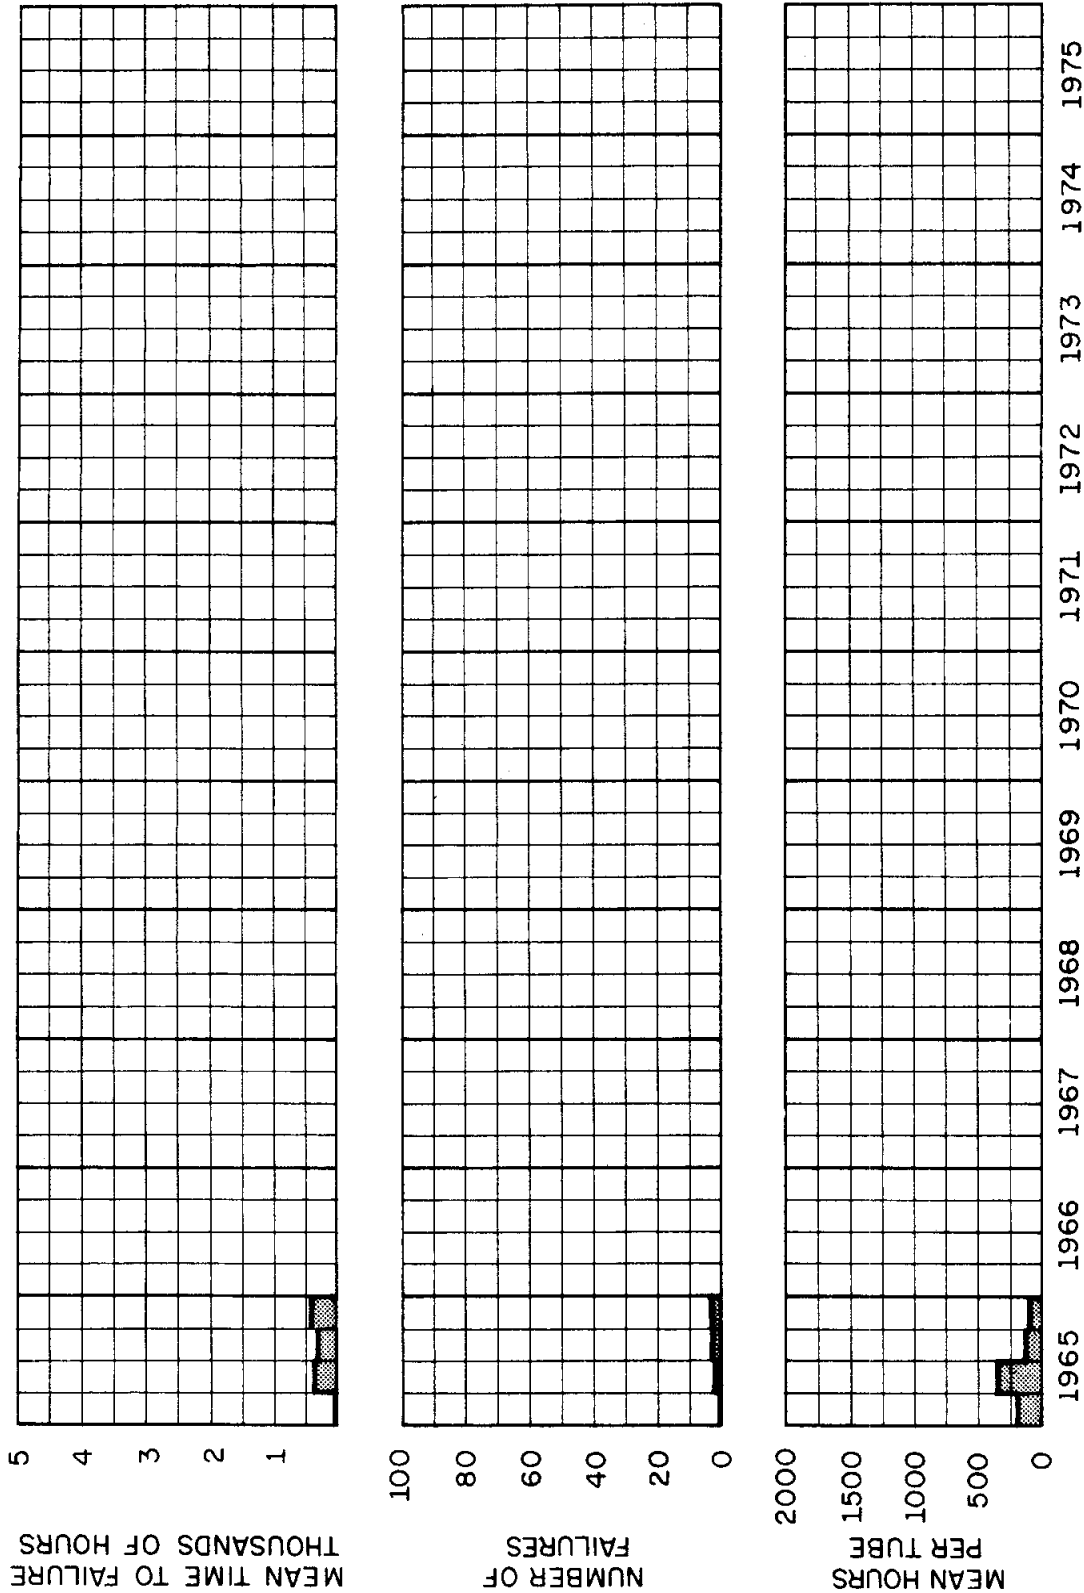 MEAN TIME TO FAILURE
THOUSANDS OF HOURS
5
4
3
2
1
NUMBER OF
FAILURES
100
80
60
40
20
0
MEAN HOURS
PER TUBE
2000
1500
1000
500
0
1965 1966 1967 1968 1969 1970 1971 1972 1973 1974 1975